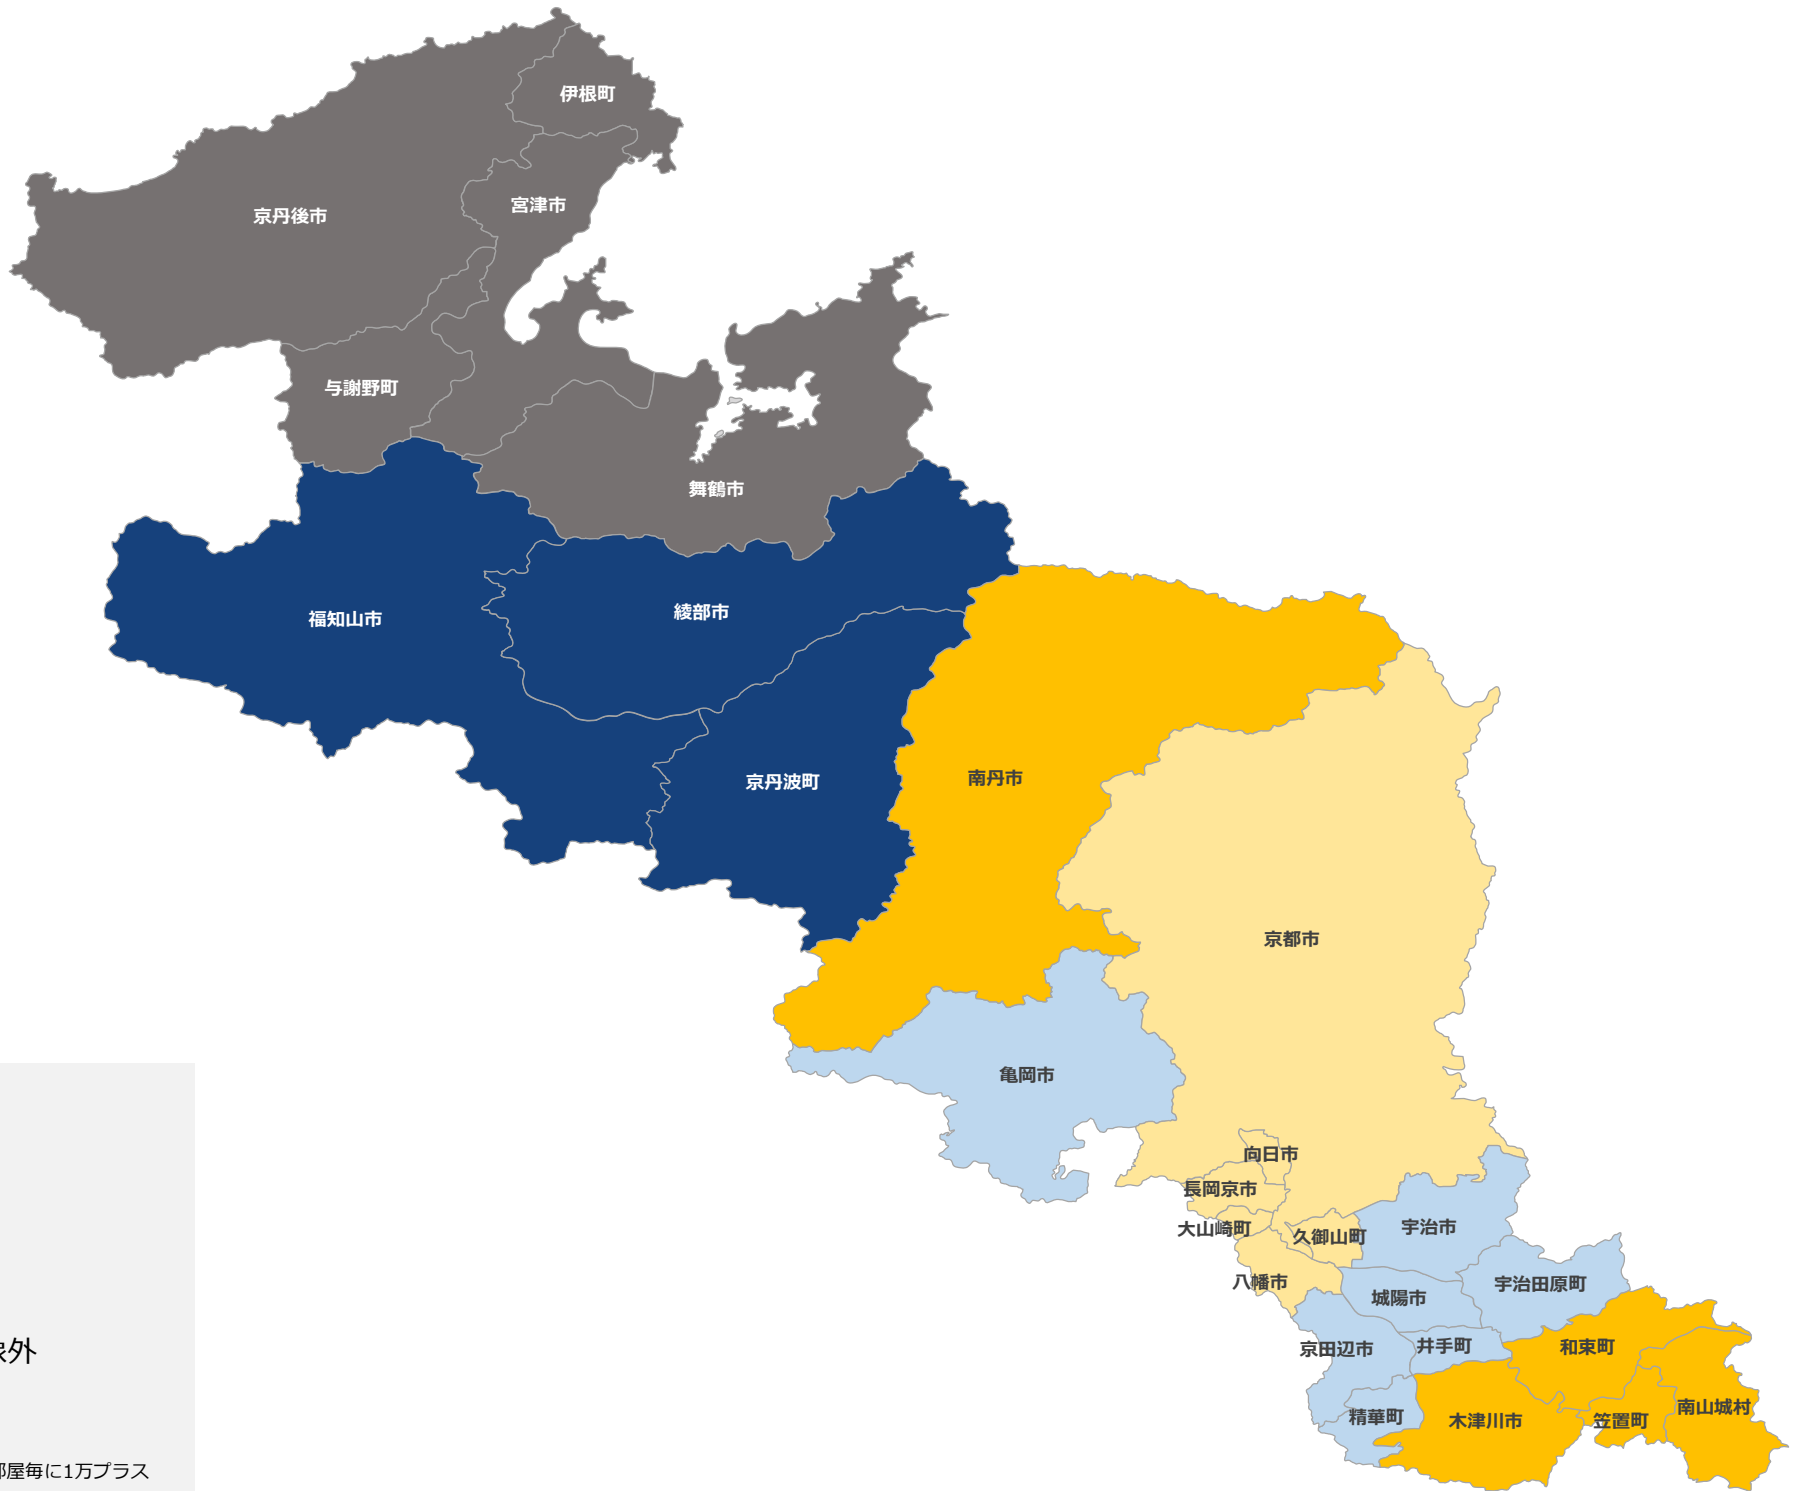 伊根町
宮津市
京丹後市
与謝野町
舞鶴市
福知山市
綾部市
京丹波町
南丹市
京都市
亀岡市
向日市
長岡京市
大山崎町
久御山町
宇治市
八幡市
城陽市
宇治田原町
京田辺市
井手町
和束町
精華町
木津川市
笠置町
南山城村
外
屋毎に1万プラス